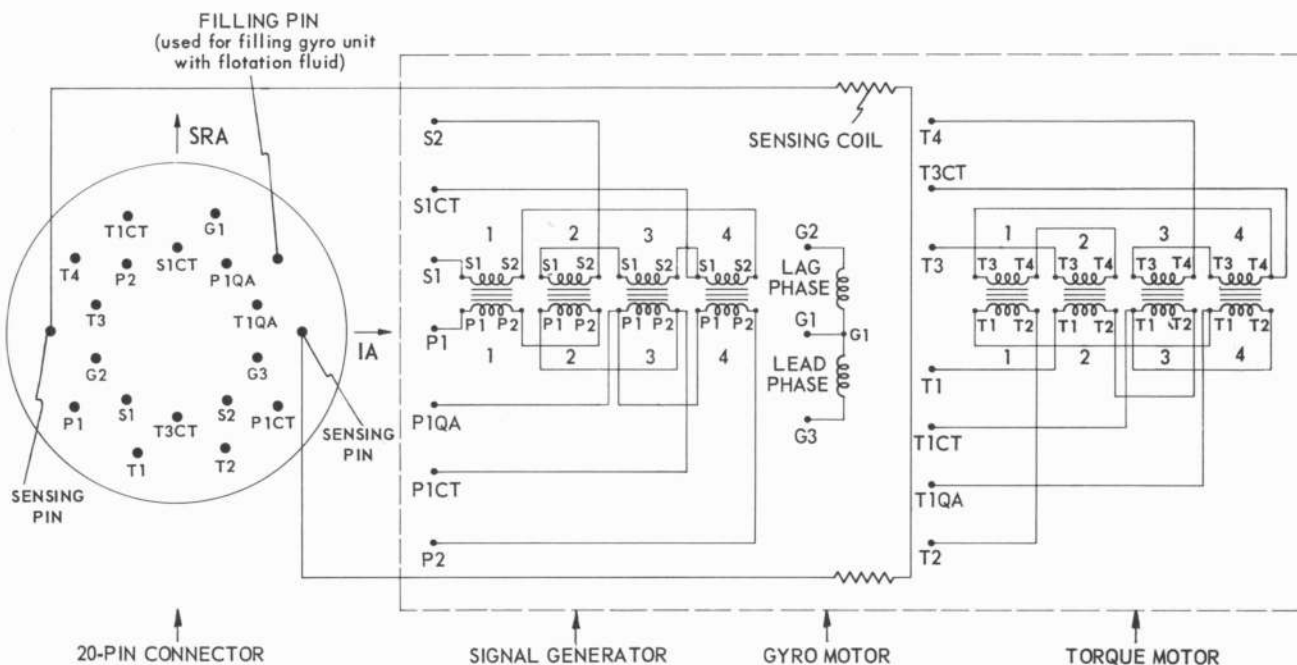 FILLING PIN
(used for filling gyro unit
with flotation fluid)
SRA
IA
T1CT
G1
S1CT
T4
P2
P1QA
T3
T1QA
G2
G3
P1
S1
S2
P1CT
T3CT
T1
T2
SENSING
PIN
SENSING
PIN
SENSING
COIL
S2
S1CT
S1
P1
P1QA
P1CT
P2
1 2 3 4
S1 S2 S1 S2 S1 S2 S1 S2
P1 P2 P1 P2 P1 P2 P1 P2
1 2 3 4
G2
LAG
PHASE
G1 G1
LEAD
PHASE
G3
T4
T3CT
T3
T1
T1CT
T1QA
T2
1 2 3 4
T3 T4 T3 T4 T3 T4 T3 T4
T1 T2 T1 T2 T1 T2 T1 T2
1 2 3 4
20-PIN CONNECTOR SIGNAL GENERATOR GYRO MOTOR TORQUE MOTOR